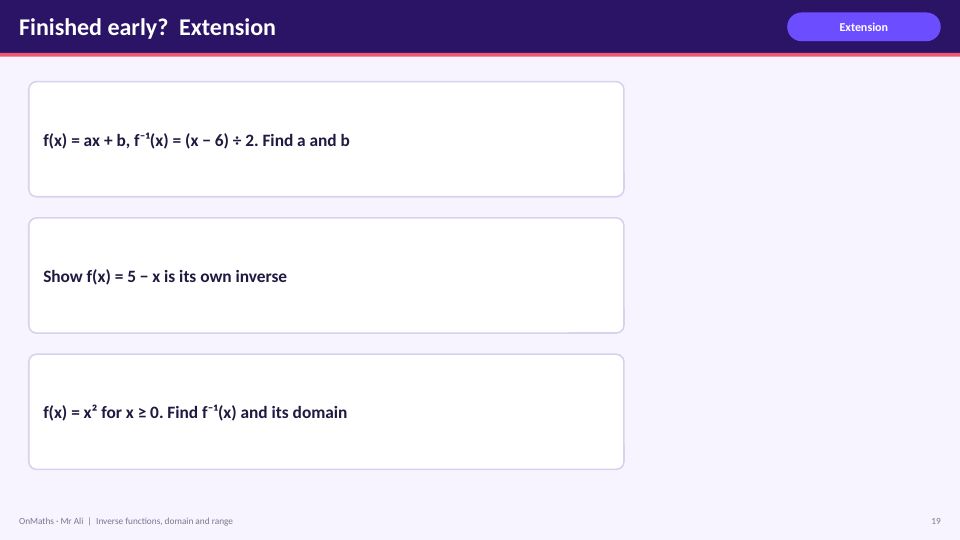 Finished early?  Extension
Extension
f(x) = ax + b, f⁻¹(x) = (x − 6) ÷ 2. Find a and b
Show f(x) = 5 − x is its own inverse
f(x) = x² for x ≥ 0. Find f⁻¹(x) and its domain
OnMaths · Mr Ali  |  Inverse functions, domain and range
19